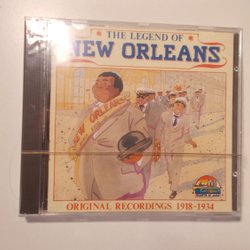 THE LEGEND OF
NEW ORLEANS
NEW ORLEANS
ORIGINAL RECORDINGS 1918-1934